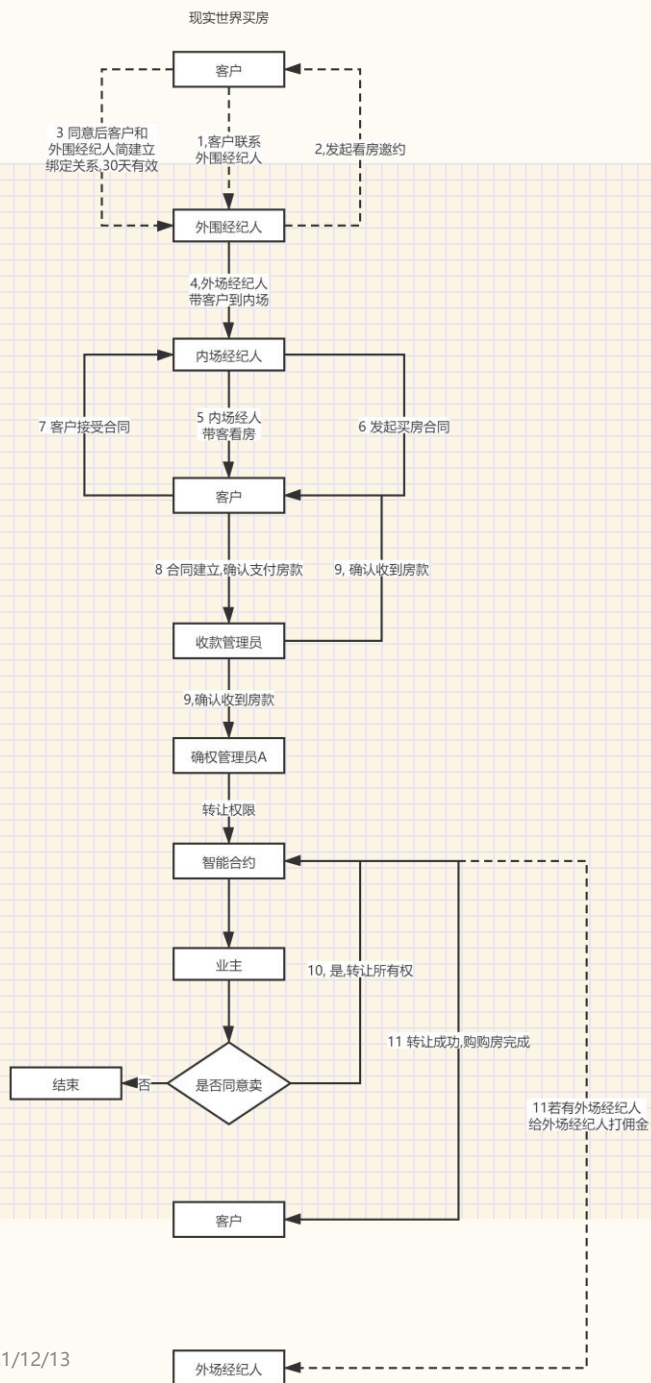 现实世界买房
客户
3 同意后客户和
外围经纪人简建立
绑定关系,30天有效
1,客户联系
外围经纪人
2,发起看房邀约
外围经纪人
4,外场经纪人
带客户到内场
内场经纪人
7 客户接受合同
5 内场经人
带客看房
6 发起买房合同
客户
8 合同建立,确认支付房款
9, 确认收到房款
收款管理员
9,确认收到房款
确权管理员A
转让权限
智能合约
业主
10, 是,转让所有权
11 转让成功,购购房完成
结束
否
是否同意卖
11若有外场经纪人
给外场经纪人打佣金
客户
1/12/13
外场经纪人